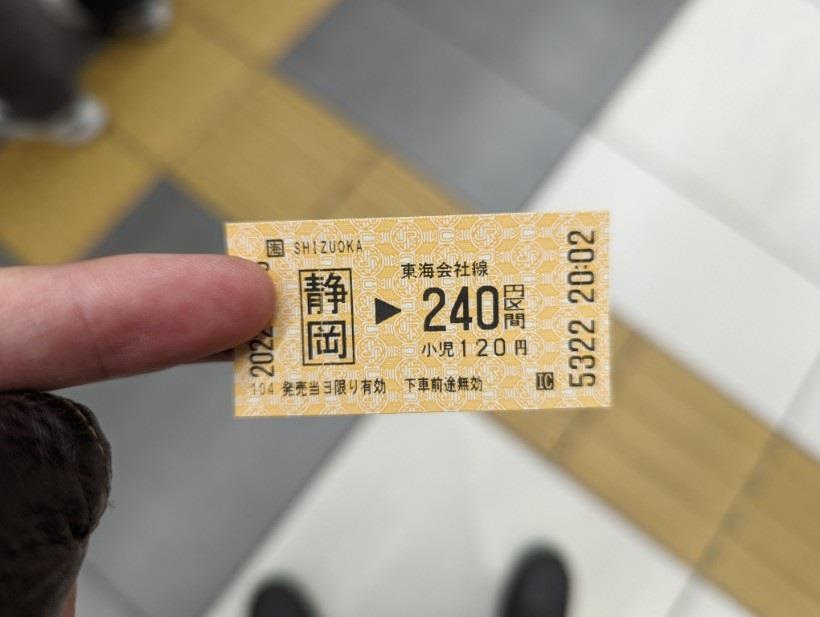 海 SHIZUOKA
静岡 ▶ 東海会社線
240円区間
小児120円
2022
104 発売当日限り有効 下車前途無効 IC
5322 20:02